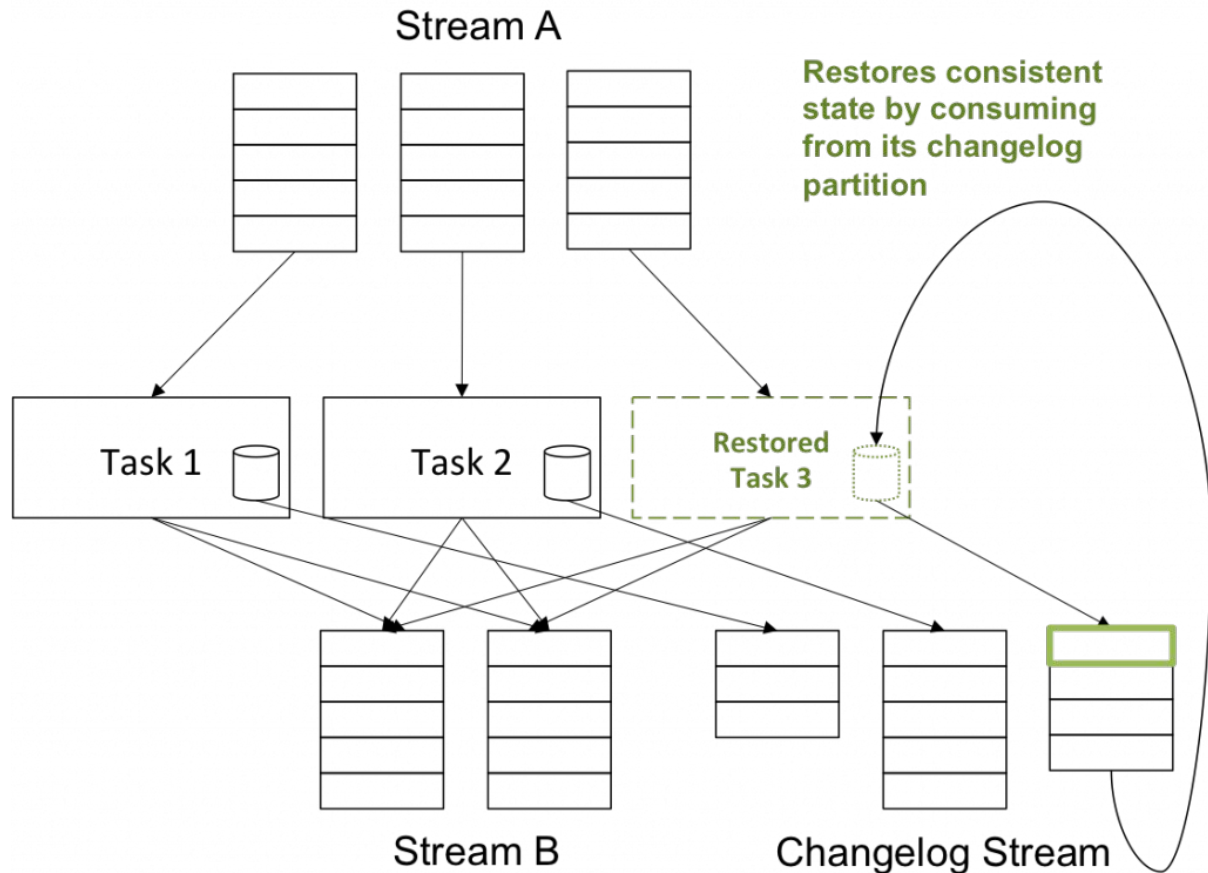 Stream A
Restores consistent
state by consuming
from its changelog
partition
Task 1
Task 2
Restored
Task 3
Stream B
Changelog Stream